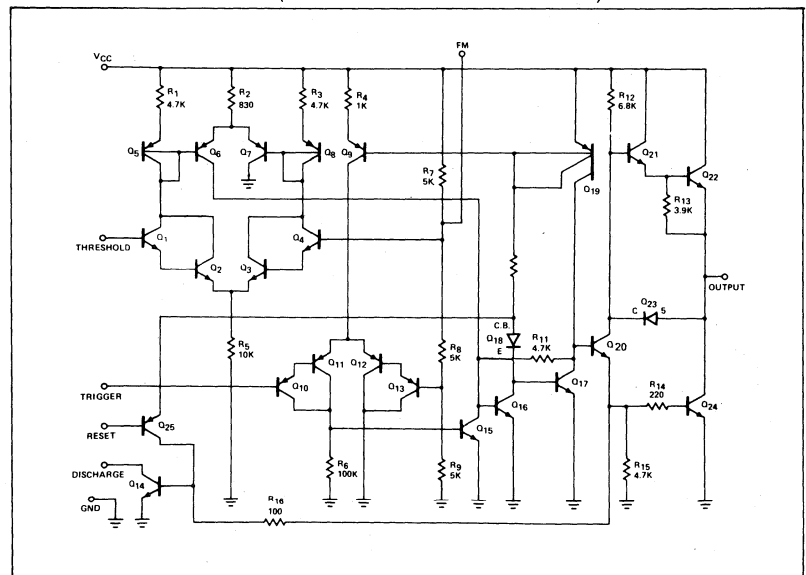 FM
VCC
R1
4.7K
R2
830
R3
4.7K
R4
1K
R12
6.8K
Q5
Q6
Q7
Q8
Q9
R7
5K
Q19
Q21
Q22
R13
3.9K
Q1
THRESHOLD
Q2
Q3
Q4
OUTPUT
R5
10K
R8
5K
C.B.
Q18
E
R11
4.7K
C
Q23
5
Q20
Q11
Q12
Q10
Q13
TRIGGER
Q17
R14
220
Q24
Q25
RESET
Q15
Q16
R6
100K
R9
5K
R15
4.7K
DISCHARGE
Q14
GND
R16
100